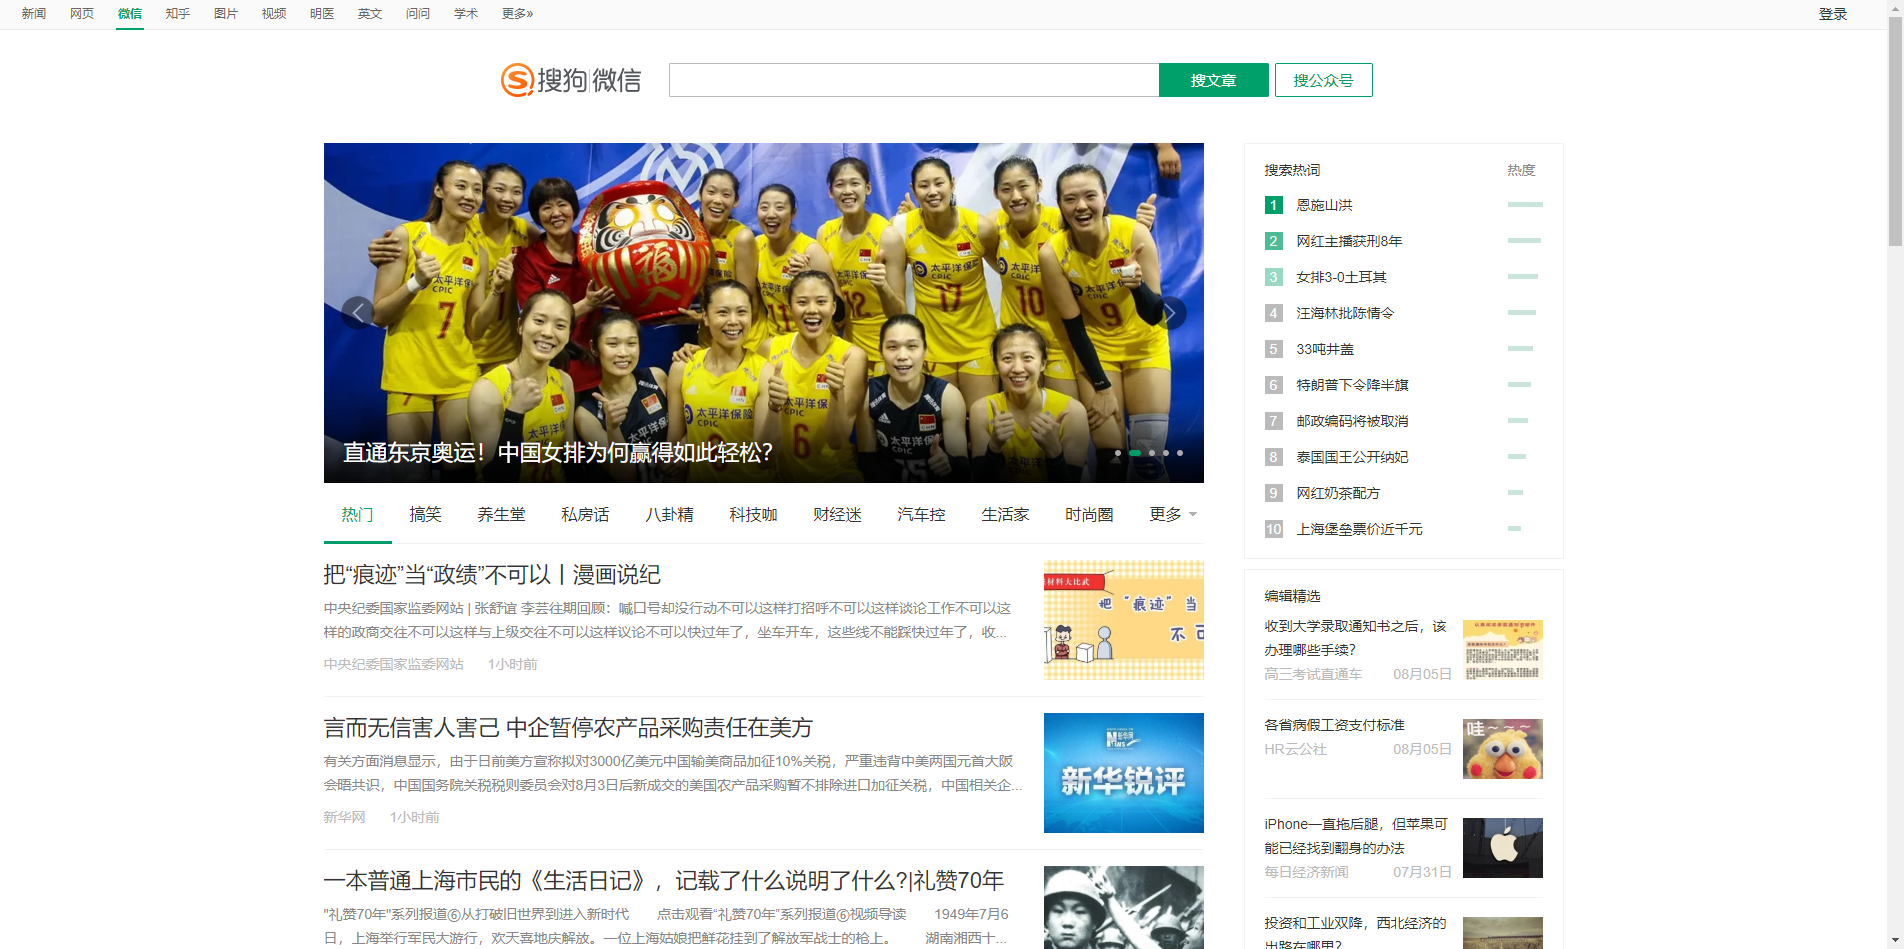 新闻 网页 微信 知乎 图片 视频 明医 英文 问问 学术 更多» 登录
搜狗|微信 搜文章 搜公众号
直通东京奥运！中国女排为何赢得如此轻松？
热门 搞笑 养生堂 私房话 八卦精 科技咖 财经迷 汽车控 生活家 时尚圈 更多
把“痕迹”当“政绩”不可以丨漫画说纪
中央纪委国家监委网站 | 张舒谊 李芸往期回顾：喊口号却没行动不可以这样打招呼不可以这样谈论工作不可以这
样的政商交往不可以这样与上级交往不可以这样议论不可以快过年了，坐车开车，这些线不能踩快过年了，收...
中央纪委国家监委网站 1小时前
材料大比武
把 “痕迹” 当
不可
言而无信害人害己 中企暂停农产品采购责任在美方
有关方面消息显示，由于日前美方宣称拟对3000亿美元中国输美商品加征10%关税，严重违背中美两国元首大阪
会晤共识，中国国务院关税税则委员会对8月3日后新成交的美国农产品采购暂不排除进口加征关税，中国相关企...
新华网 1小时前
新华网
NEWS
新华锐评
一本普通上海市民的《生活日记》，记载了什么说明了什么?|礼赞70年
"礼赞70年"系列报道⑥从打破旧世界到进入新时代 点击观看“礼赞70年”系列报道⑥视频导读 1949年7月6
日，上海举行军民大游行，欢天喜地庆解放。一位上海姑娘把鲜花挂到了解放军战士的枪上。 湖南湘西十...
搜索热词 热度
1 恩施山洪
2 网红主播获刑8年
3 女排3-0土耳其
4 汪海林批陈情令
5 33吨井盖
6 特朗普下令降半旗
7 邮政编码将被取消
8 泰国国王公开纳妃
9 网红奶茶配方
10 上海堡垒票价近千元
编辑精选
收到大学录取通知书之后，该
办理哪些手续？
高三考试直通车 08月05日
各省病假工资支付标准
HR云公社 08月05日
哇~~~
iPhone一直拖后腿，但苹果可
能已经找到翻身的办法
每日经济新闻 07月31日
投资和工业双降，西北经济的
出路在哪里?
福
太平洋保险
CPIC
7
12
17
10
9
11
6
15